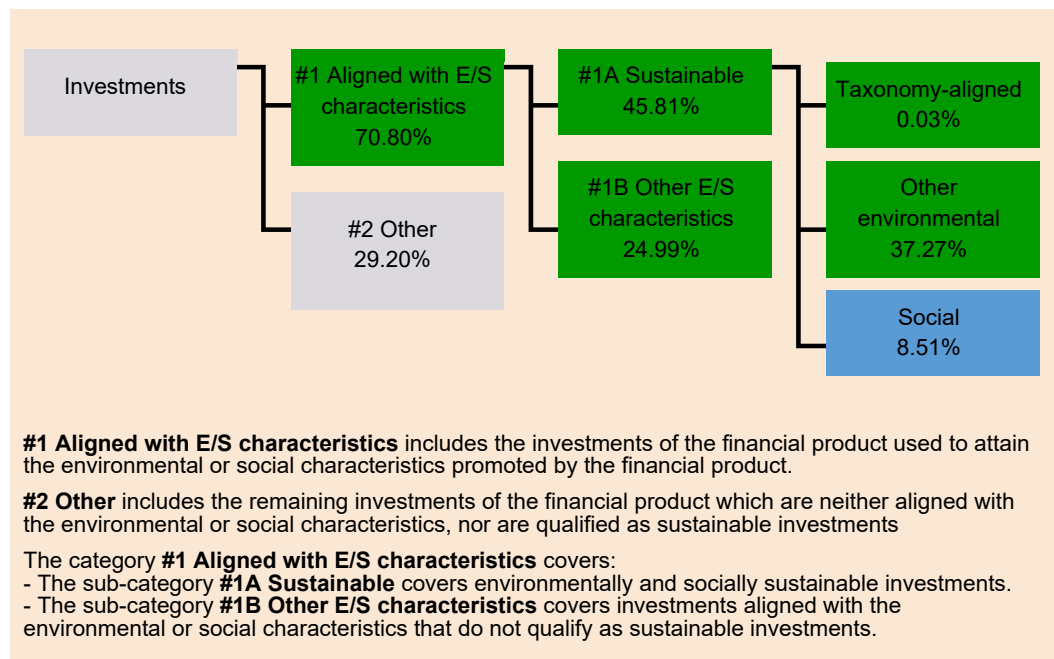 Investments
#1 Aligned with E/S
characteristics
70.80%
#2 Other
29.20%
#1A Sustainable
45.81%
#1B Other E/S
characteristics
24.99%
Taxonomy-aligned
0.03%
Other
environmental
37.27%
Social
8.51%
#1 Aligned with E/S characteristics includes the investments of the financial product used to attain
the environmental or social characteristics promoted by the financial product.
#2 Other includes the remaining investments of the financial product which are neither aligned with
the environmental or social characteristics, nor are qualified as sustainable investments
The category #1 Aligned with E/S characteristics covers:
- The sub-category #1A Sustainable covers environmentally and socially sustainable investments.
- The sub-category #1B Other E/S characteristics covers investments aligned with the
environmental or social characteristics that do not qualify as sustainable investments.